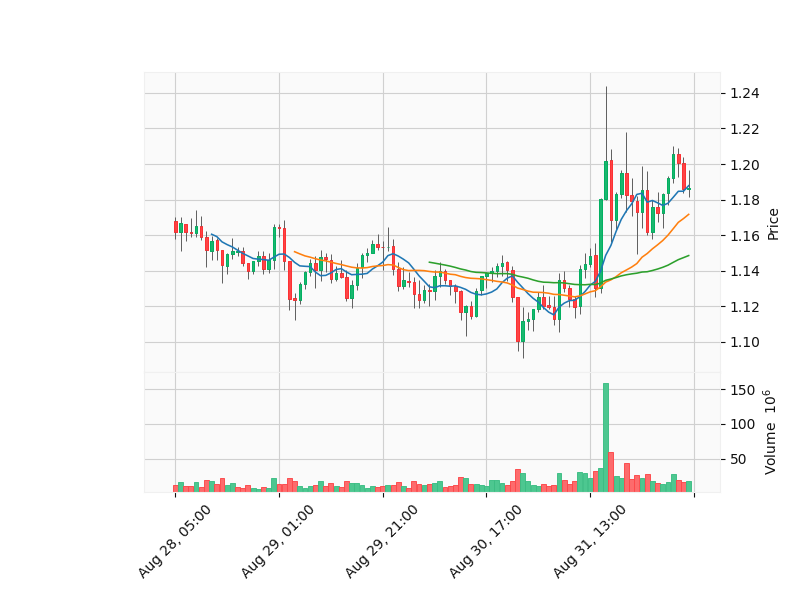 1.24
1.22
1.20
1.18
1.16
1.14
1.12
1.10
Price
150
100
50
Volume 10^6
Aug 28, 05:00
Aug 29, 01:00
Aug 29, 21:00
Aug 30, 17:00
Aug 31, 13:00